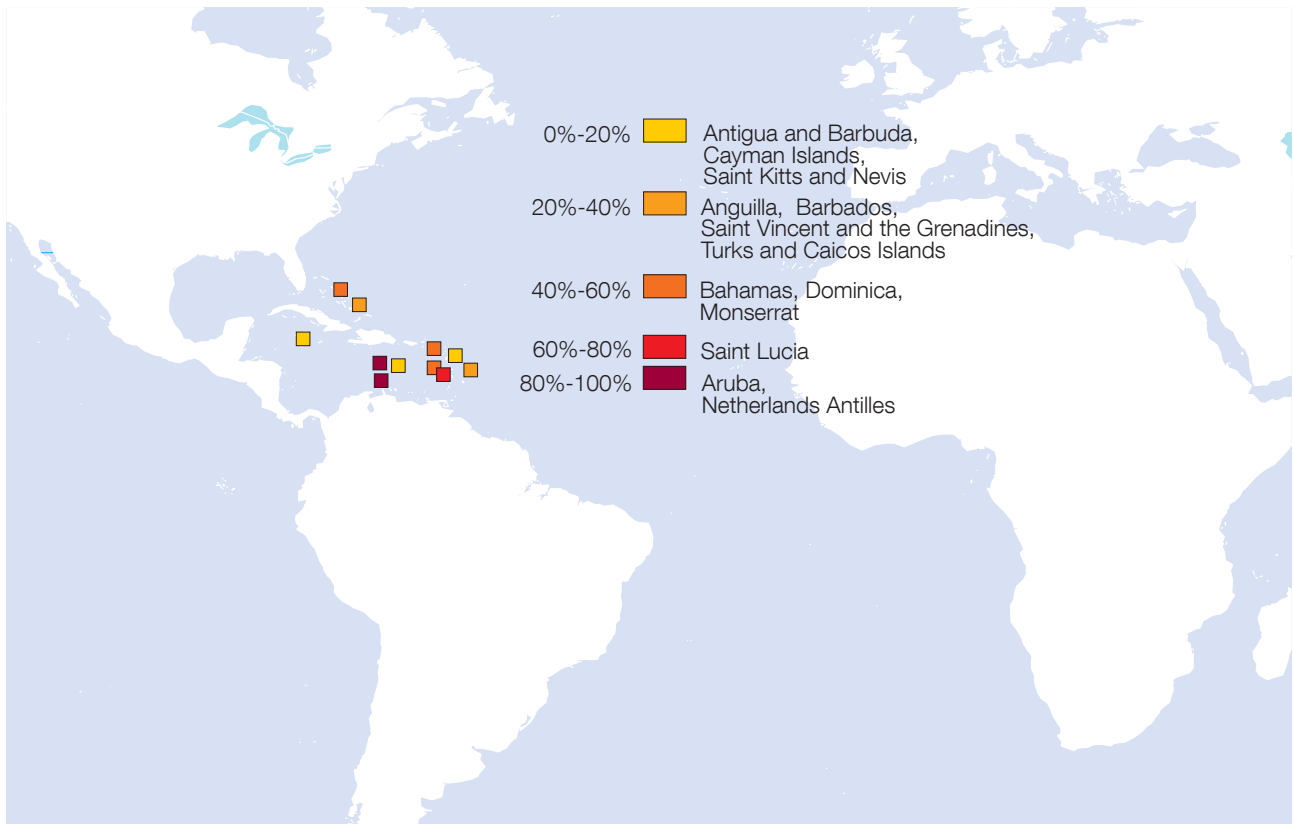 0%-20% Antigua and Barbuda,
Cayman Islands,
Saint Kitts and Nevis
20%-40% Anguilla, Barbados,
Saint Vincent and the Grenadines,
Turks and Caicos Islands
40%-60% Bahamas, Dominica,
Monserrat
60%-80% Saint Lucia
80%-100% Aruba,
Netherlands Antilles